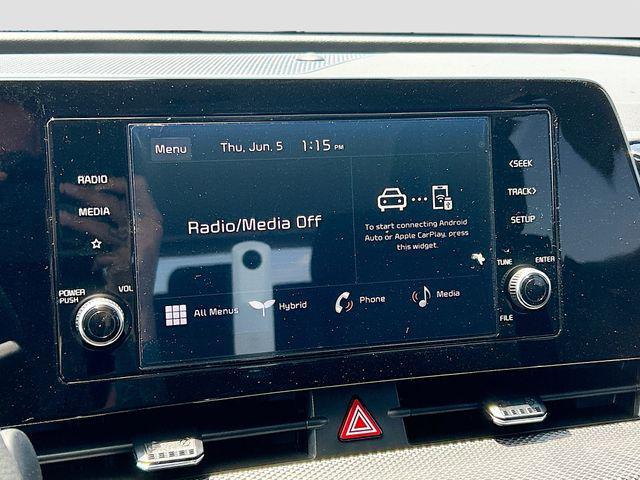 Menu Thu, Jun. 5 1:15 PM
RADIO
MEDIA
☆
POWER
PUSH
VOL
Radio/Media Off
To start connecting Android
Auto or Apple CarPlay, press
this widget.
All Menus
Hybrid
Phone
Media
<SEEK
TRACK>
SETUP
TUNE
ENTER
FILE